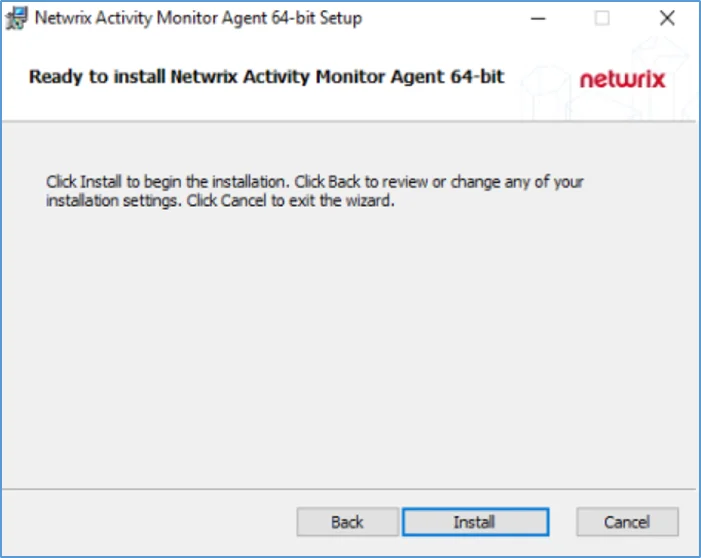 Netwrix Activity Monitor Agent 64-bit Setup
Ready to install Netwrix Activity Monitor Agent 64-bit
netwrix
Click Install to begin the installation. Click Back to review or change any of your
installation settings. Click Cancel to exit the wizard.
Back
Install
Cancel